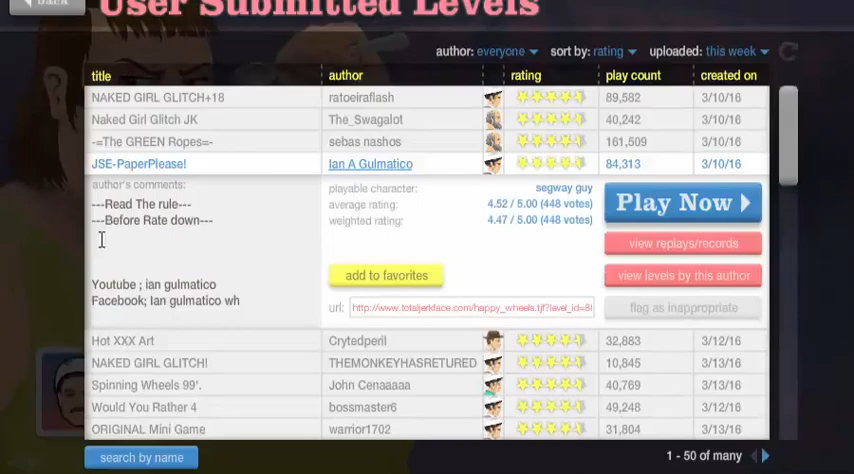 back
User Submitted Levels
author: everyone sort by: rating uploaded: this week
title author rating play count created on
NAKED GIRL GLITCH+18 ratoeiraflash 89,582 3/10/16
Naked Girl Glitch JK The_Swagalot 40,242 3/10/16
-=The GREEN Ropes=- sebas nashos 161,509 3/10/16
JSE-PaperPlease! Ian A Gulmatico 84,313 3/10/16
author's comments:
---Read The rule---
---Before Rate down---
Youtube ; ian gulmatico
Facebook; Ian gulmatico wh
playable character: segway guy
average rating: 4.52 / 5.00 (448 votes)
weighted rating: 4.47 / 5.00 (448 votes)
add to favorites
url: http://www.totaljerkface.com/happy_wheels.tjf?level_id=8
Play Now
view replays/records
view levels by this author
flag as inappropriate
Hot XXX Art Crytedperil 32,883 3/12/16
NAKED GIRL GLITCH! THEMONKEYHASRETURED 10,845 3/13/16
Spinning Wheels 99'. John Cenaaaaa 40,769 3/13/16
Would You Rather 4 bossmaster6 49,248 3/12/16
ORIGINAL Mini Game warrior1702 31,804 3/13/16
search by name
1 - 50 of many